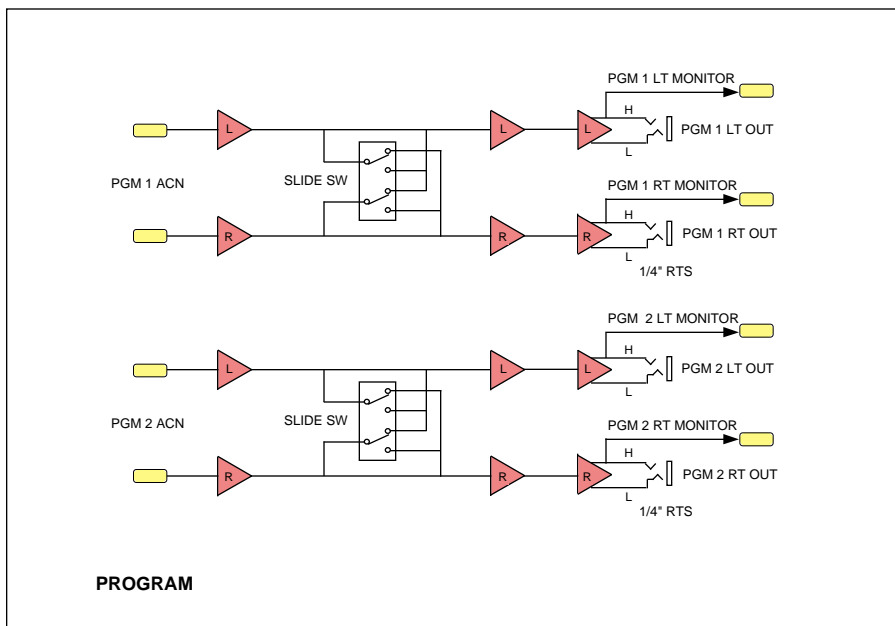 PGM 1 LT MONITOR
H
L
L
L
PGM 1 LT OUT
L
PGM 1 ACN
SLIDE SW
PGM 1 RT MONITOR
H
R
R
R
PGM 1 RT OUT
L
1/4" RTS
PGM 2 LT MONITOR
H
L
L
L
PGM 2 LT OUT
L
PGM 2 ACN
SLIDE SW
PGM 2 RT MONITOR
H
R
R
R
PGM 2 RT OUT
L
1/4" RTS
PROGRAM